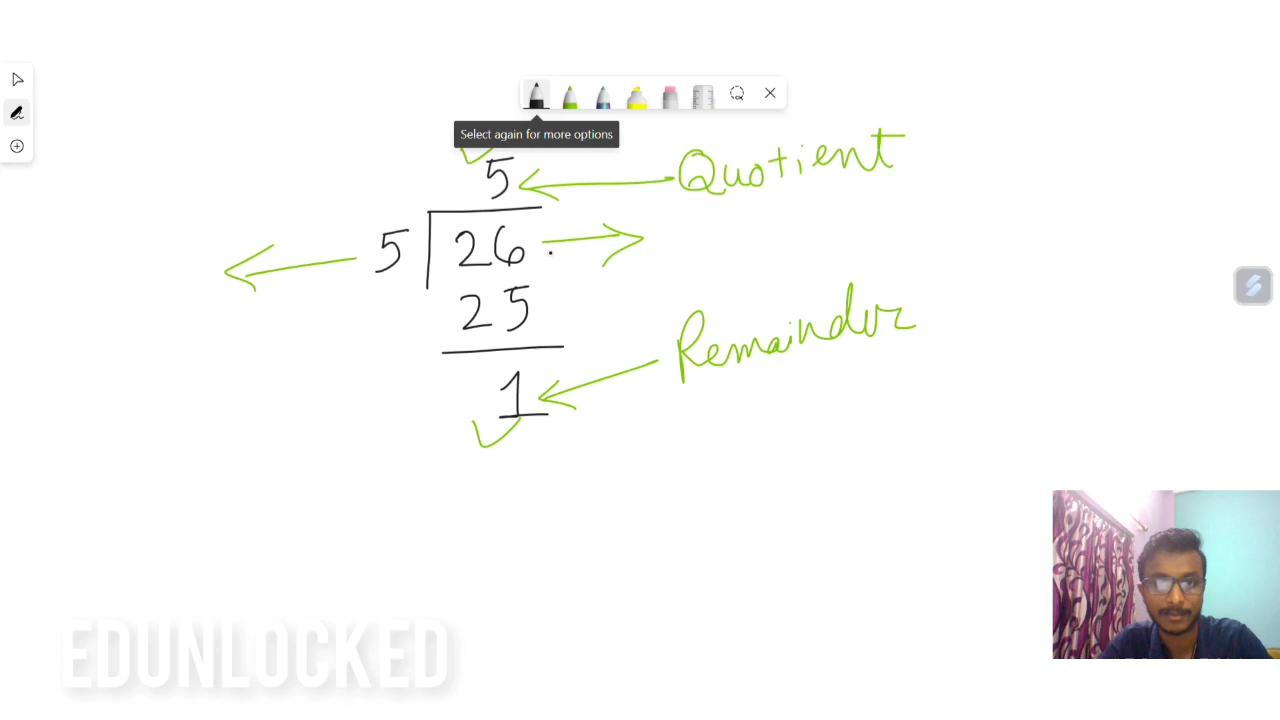 Select again for more options
5 Quotient
5 26
25
Remainder
1
EDUNLOCKED